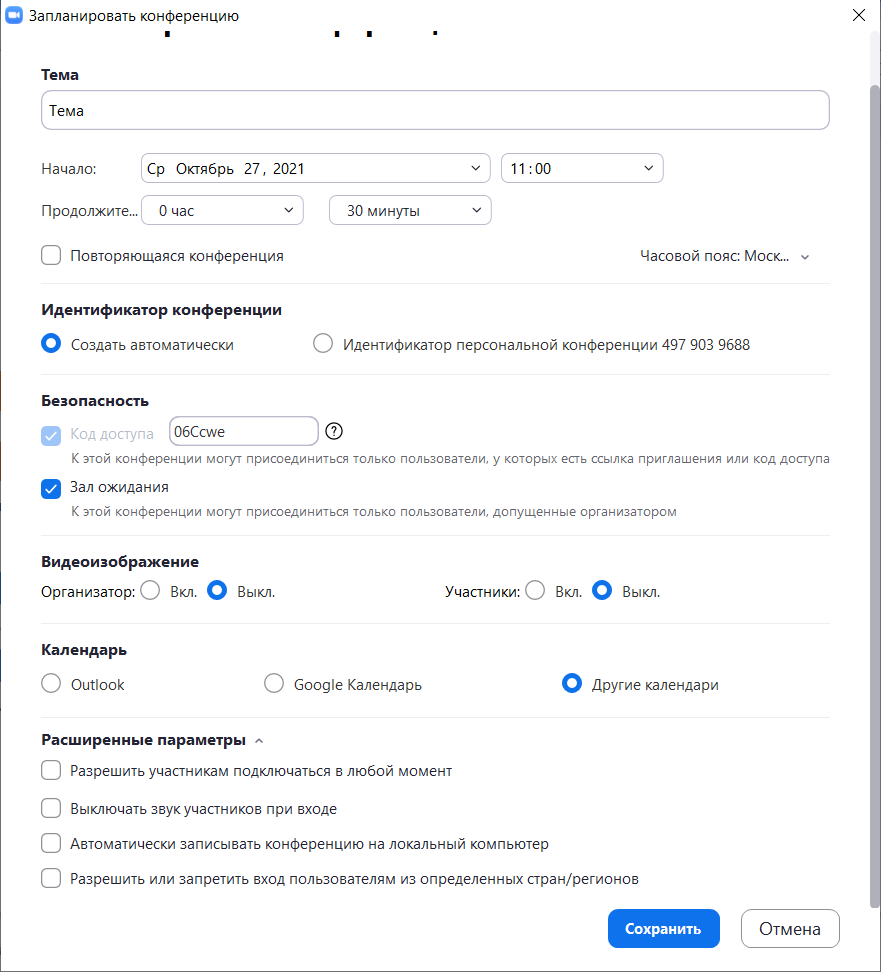 Запланировать конференцию
Тема
Тема
Начало: Ср Октябрь 27, 2021 11:00
Продолжите... 0 час 30 минуты
Повторяющаяся конференция Часовой пояс: Моск...
Идентификатор конференции
Создать автоматически Идентификатор персональной конференции 497 903 9688
Безопасность
Код доступа 06Ccwe ?
К этой конференции могут присоединиться только пользователи, у которых есть ссылка приглашения или код доступа
Зал ожидания
К этой конференции могут присоединиться только пользователи, допущенные организатором
Видеоизображение
Организатор: Вкл. Выкл. Участники: Вкл. Выкл.
Календарь
Outlook Google Календарь Другие календари
Расширенные параметры
Разрешить участникам подключаться в любой момент
Выключать звук участников при входе
Автоматически записывать конференцию на локальный компьютер
Разрешить или запретить вход пользователям из определенных стран/регионов
Сохранить Отмена